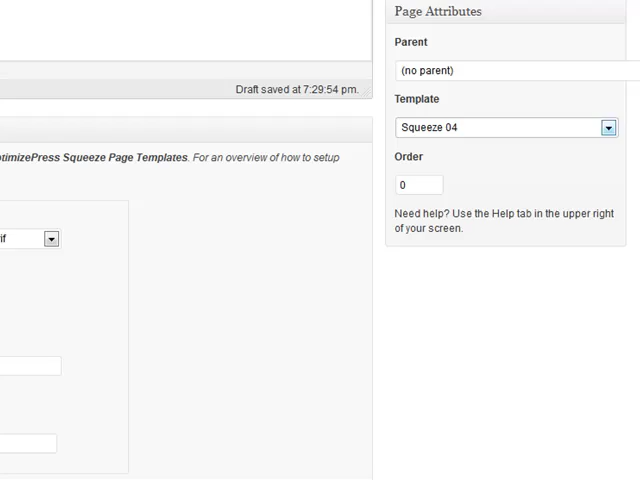 Page Attributes
Parent
(no parent)
Draft saved at 7:29:54 pm.
Template
Squeeze 04
Order
ptimizePress Squeeze Page Templates. For an overview of how to setup
0
Need help? Use the Help tab in the upper right
of your screen.
if